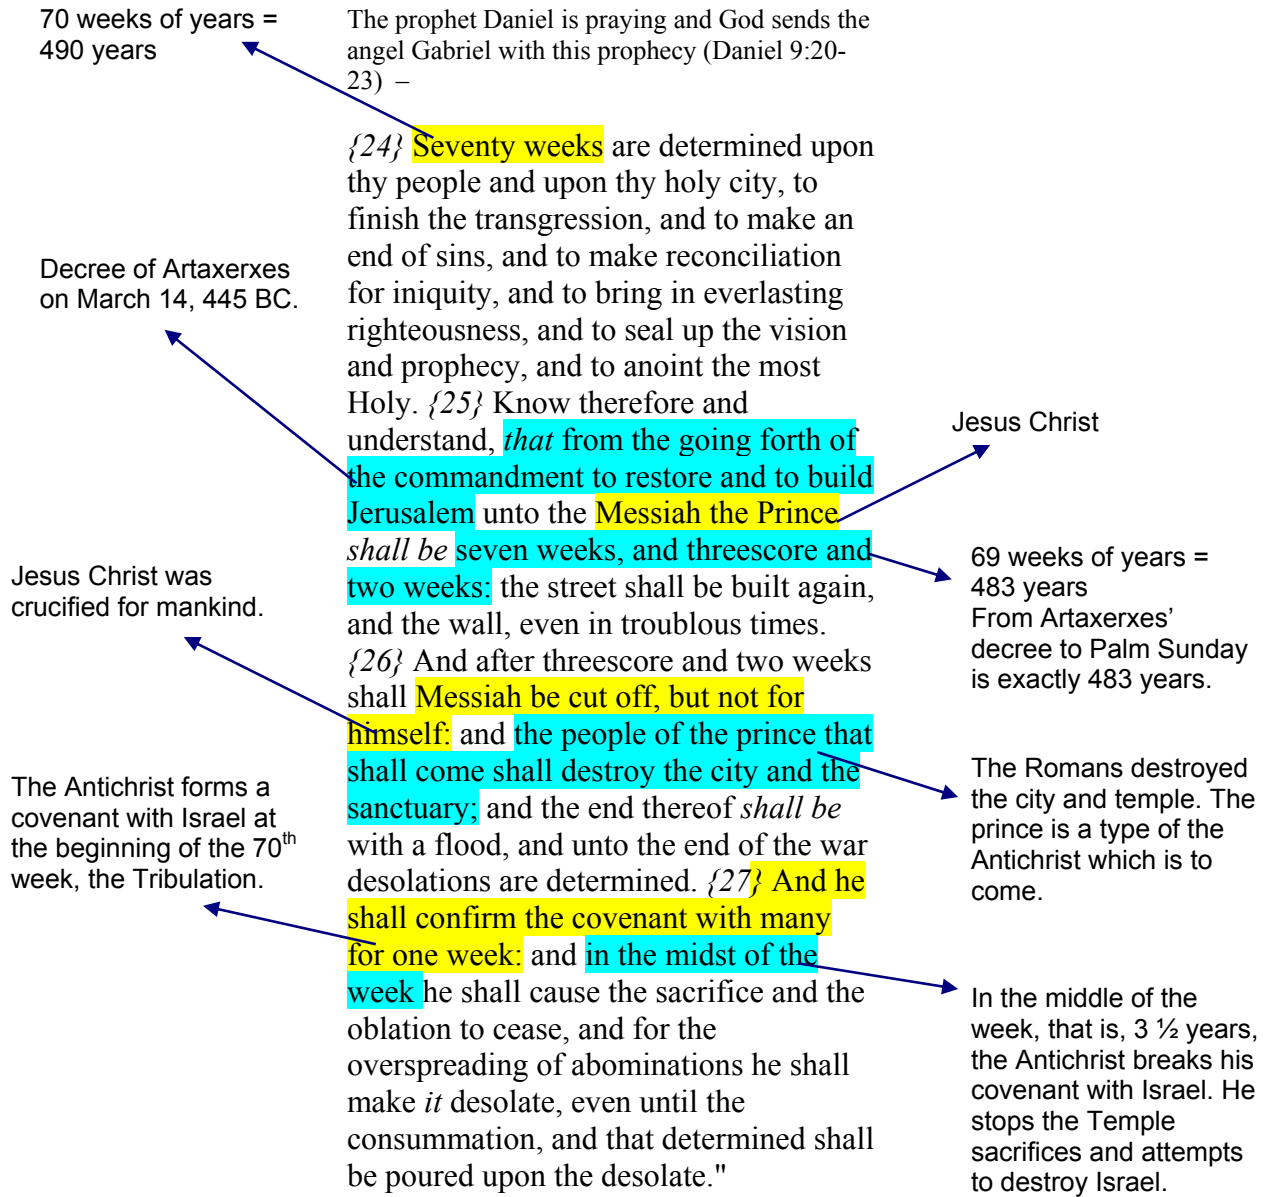 70 weeks of years =
490 years
The prophet Daniel is praying and God sends the
angel Gabriel with this prophecy (Daniel 9:20-
23) –
{24} Seventy weeks are determined upon
thy people and upon thy holy city, to
finish the transgression, and to make an
end of sins, and to make reconciliation
for iniquity, and to bring in everlasting
righteousness, and to seal up the vision
and prophecy, and to anoint the most
Holy. {25} Know therefore and
understand, that from the going forth of
the commandment to restore and to build
Jerusalem unto the Messiah the Prince
shall be seven weeks, and threescore and
two weeks: the street shall be built again,
and the wall, even in troublous times.
{26} And after threescore and two weeks
shall Messiah be cut off, but not for
himself: and the people of the prince that
shall come shall destroy the city and the
sanctuary; and the end thereof shall be
with a flood, and unto the end of the war
desolations are determined. {27} And he
shall confirm the covenant with many
for one week: and in the midst of the
week he shall cause the sacrifice and the
oblation to cease, and for the
overspreading of abominations he shall
make it desolate, even until the
consummation, and that determined shall
be poured upon the desolate."
Decree of Artaxerxes
on March 14, 445 BC.
Jesus Christ was
crucified for mankind.
The Antichrist forms a
covenant with Israel at
the beginning of the 70th
week, the Tribulation.
Jesus Christ
69 weeks of years =
483 years
From Artaxerxes’
decree to Palm Sunday
is exactly 483 years.
The Romans destroyed
the city and temple. The
prince is a type of the
Antichrist which is to
come.
In the middle of the
week, that is, 3 ½ years,
the Antichrist breaks his
covenant with Israel. He
stops the Temple
sacrifices and attempts
to destroy Israel.